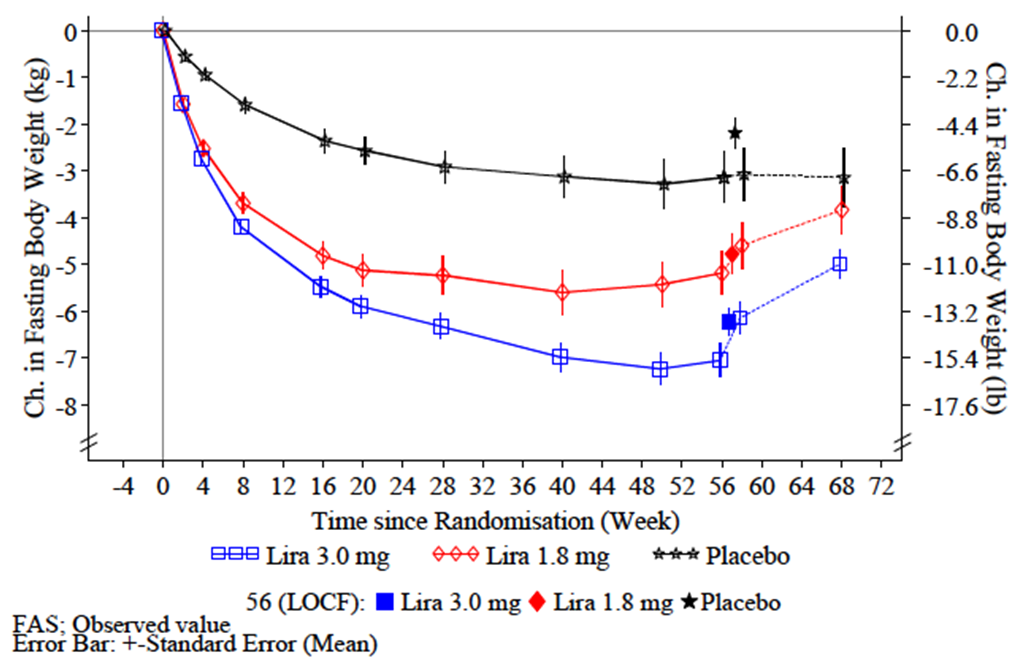 Ch. in Fasting Body Weight (kg)
0
-1
-2
-3
-4
-5
-6
-7
-8
0.0
-2.2
-4.4
-6.6
-8.8
-11.0
-13.2
-15.4
-17.6
Ch. in Fasting Body Weight (lb)
-4 0 4 8 12 16 20 24 28 32 36 40 44 48 52 56 60 64 68 72
Time since Randomisation (Week)
Lira 3.0 mg Lira 1.8 mg Placebo
56 (LOCF): Lira 3.0 mg Lira 1.8 mg Placebo
FAS; Observed value
Error Bar: +-Standard Error (Mean)